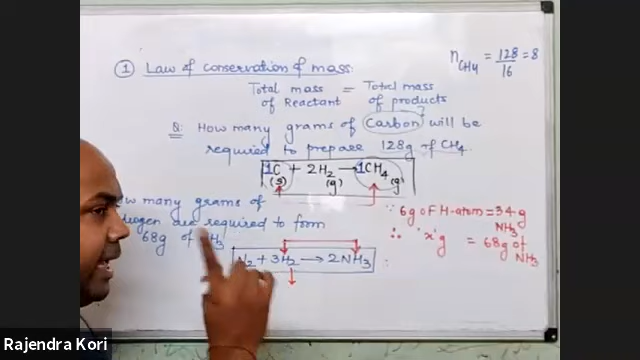 ① Law of conservation of mass:
Total mass of Reactant = Total mass of products
n CH4 = 128/16 = 8
Q: How many grams of Carbon will be
required to prepare 128g of CH4.
1C(s) + 2H2(g) → 1CH4(g)
many grams of
are required to form
68g of
N2 + 3H2 → 2NH3
∵ 6g of H-atom = 34g NH3
∴ 'x'g = 68g of NH3
Rajendra Kori